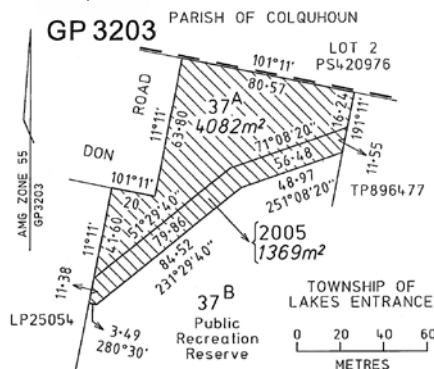 PARISH OF COLQUHOUN
GP 3203
101°11'
LOT 2
PS420976
80·57
ROAD
37A
4082m²
16·24
191°11'
11°11'
63·80
71°08'20"
56·48
11·55
DON
101°11'
20
48·97
251°08'20"
TP896477
AMG ZONE 55
GP3203
11°11'
41·60
51°29'40"
79·86
84·52
231°29'40"
2005
1369m²
11·38
37B
Public
Recreation
Reserve
TOWNSHIP OF
LAKES ENTRANCE
LP25054
3·49
280°30'
0 20 40 60
METRES